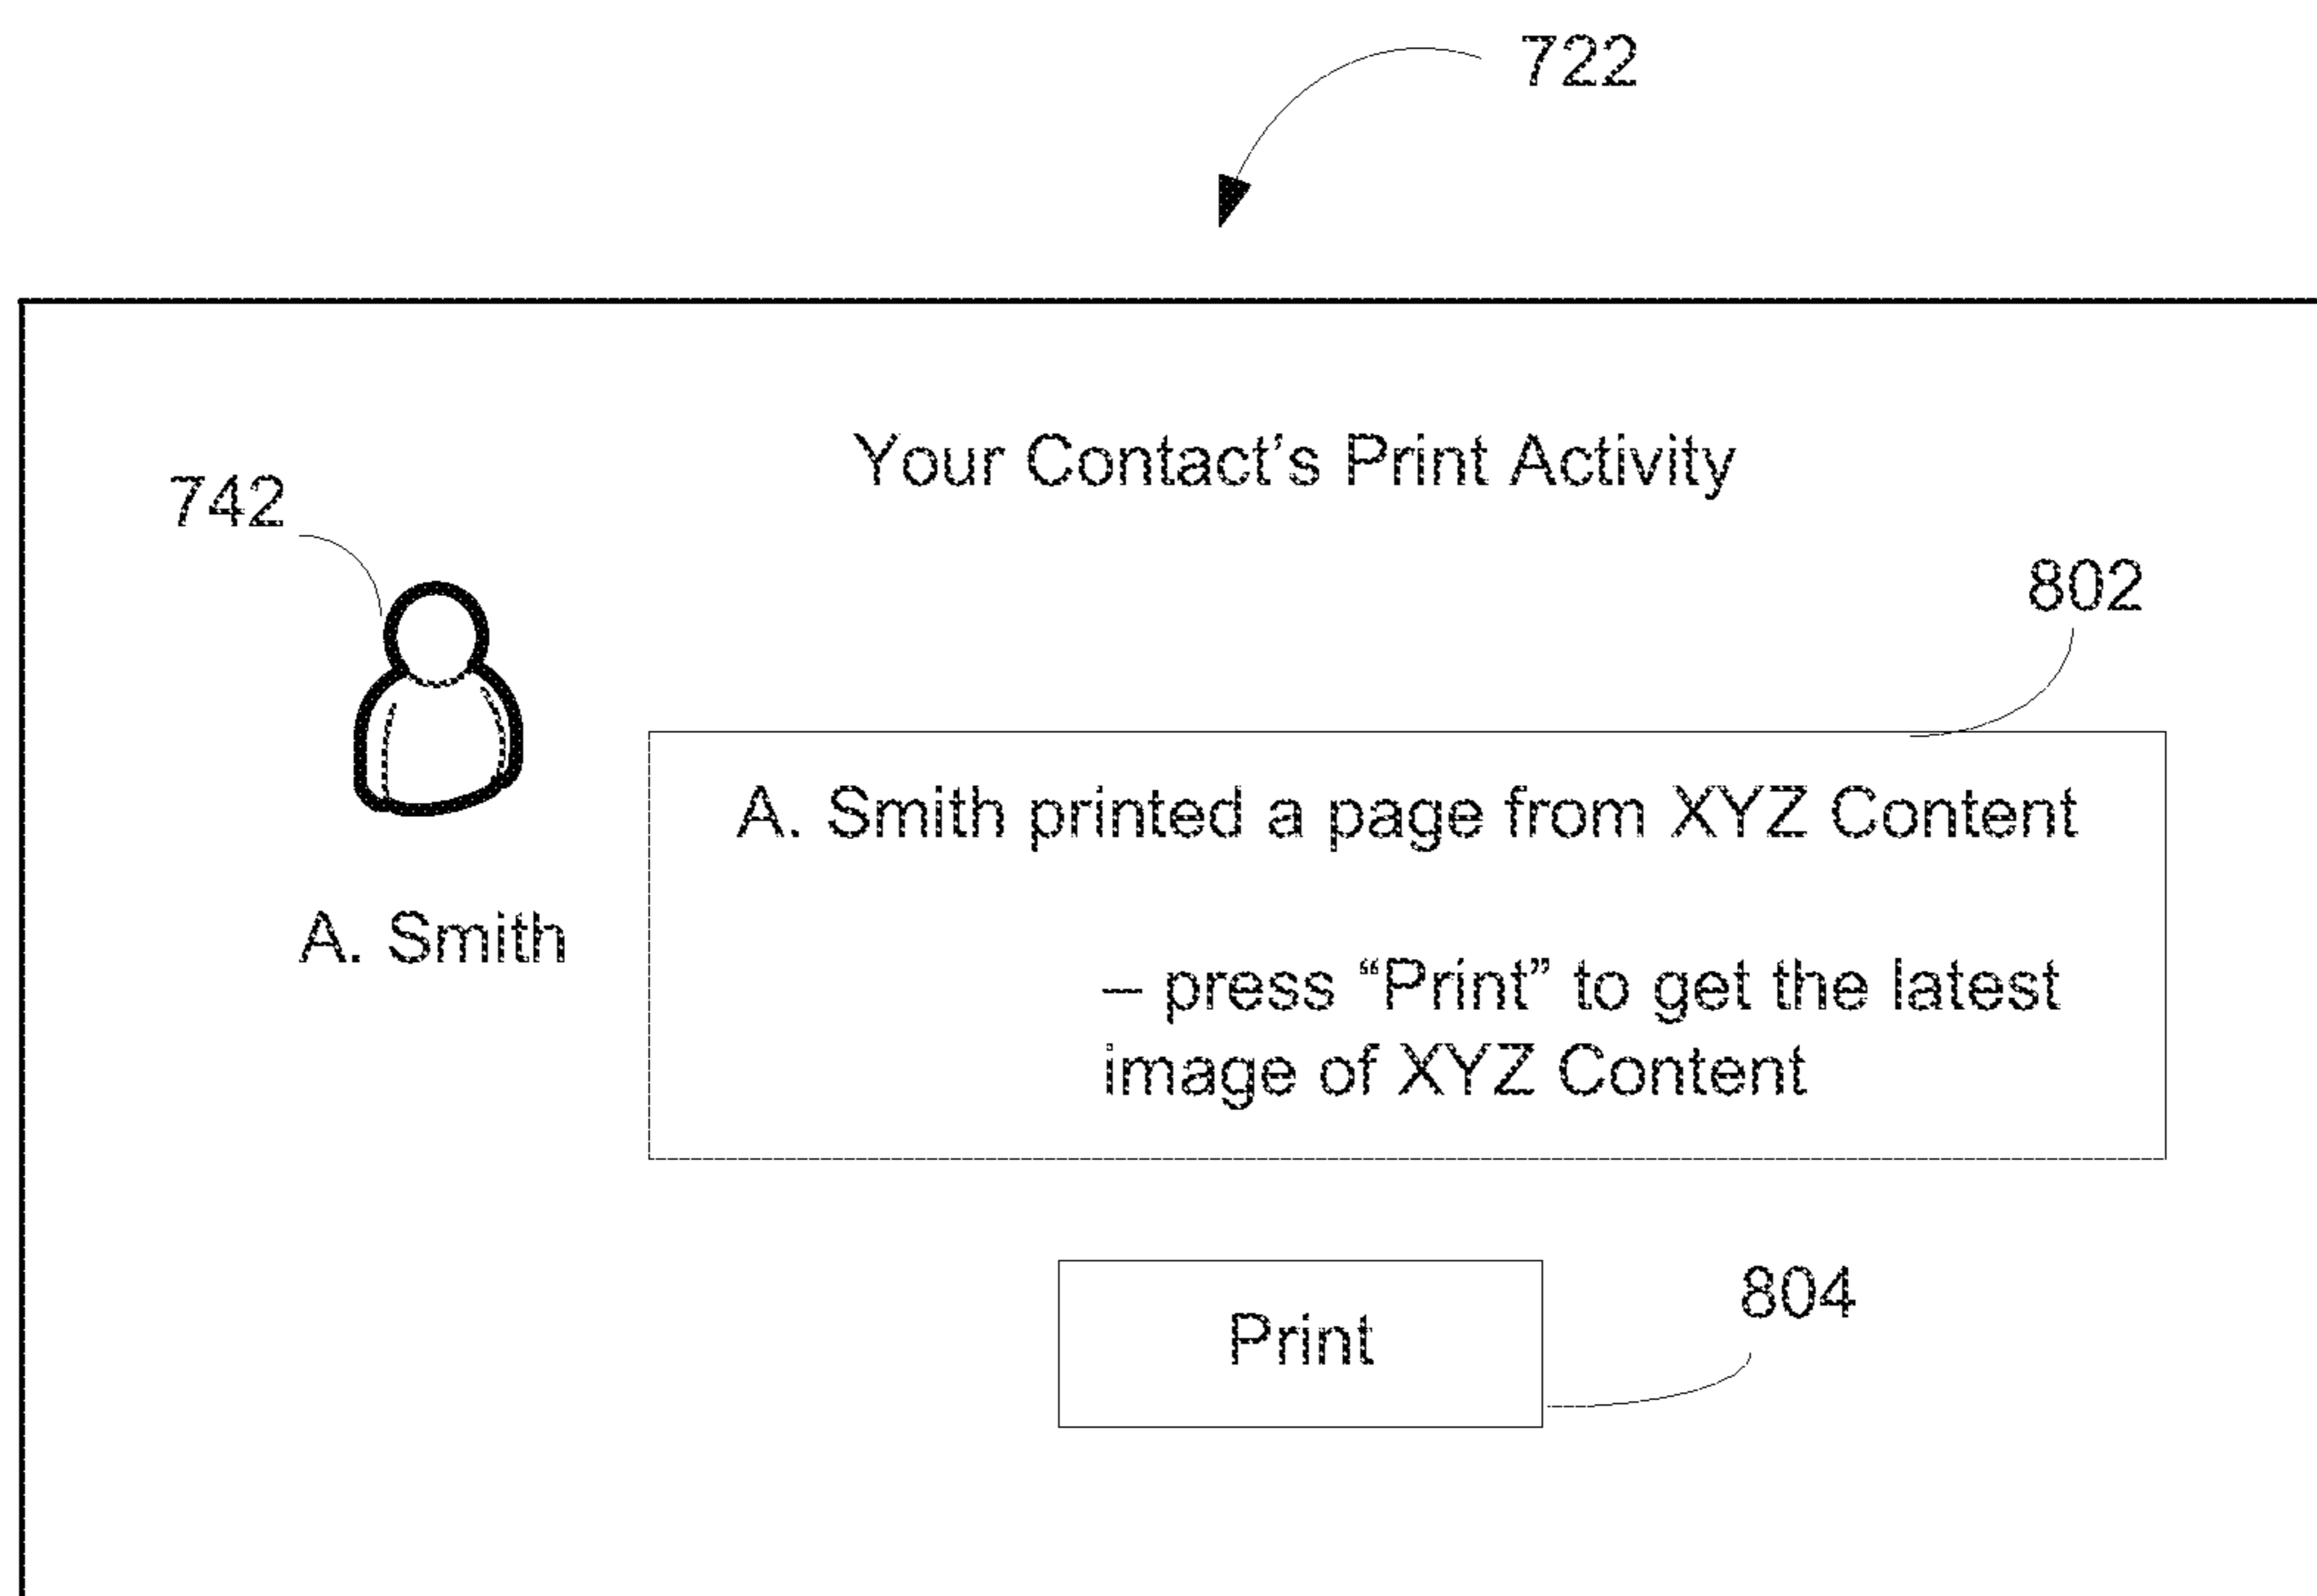 722
Your Contact’s Print Activity
742
802
A. Smith printed a page from XYZ Content
A. Smith
– press “Print” to get the latest
image of XYZ Content
Print
804